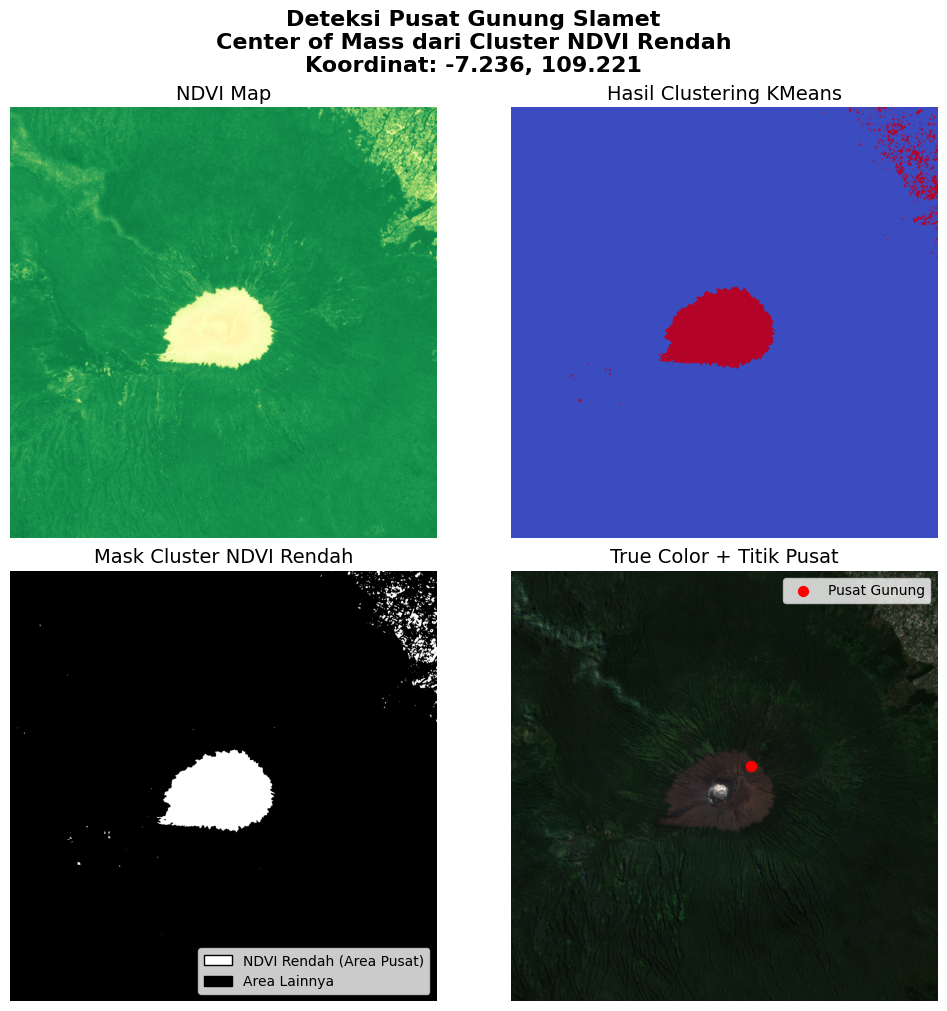 Deteksi Pusat Gunung Slamet
Center of Mass dari Cluster NDVI Rendah
Koordinat: -7.236, 109.221
NDVI Map
Hasil Clustering KMeans
Mask Cluster NDVI Rendah
NDVI Rendah (Area Pusat)
Area Lainnya
True Color + Titik Pusat
Pusat Gunung